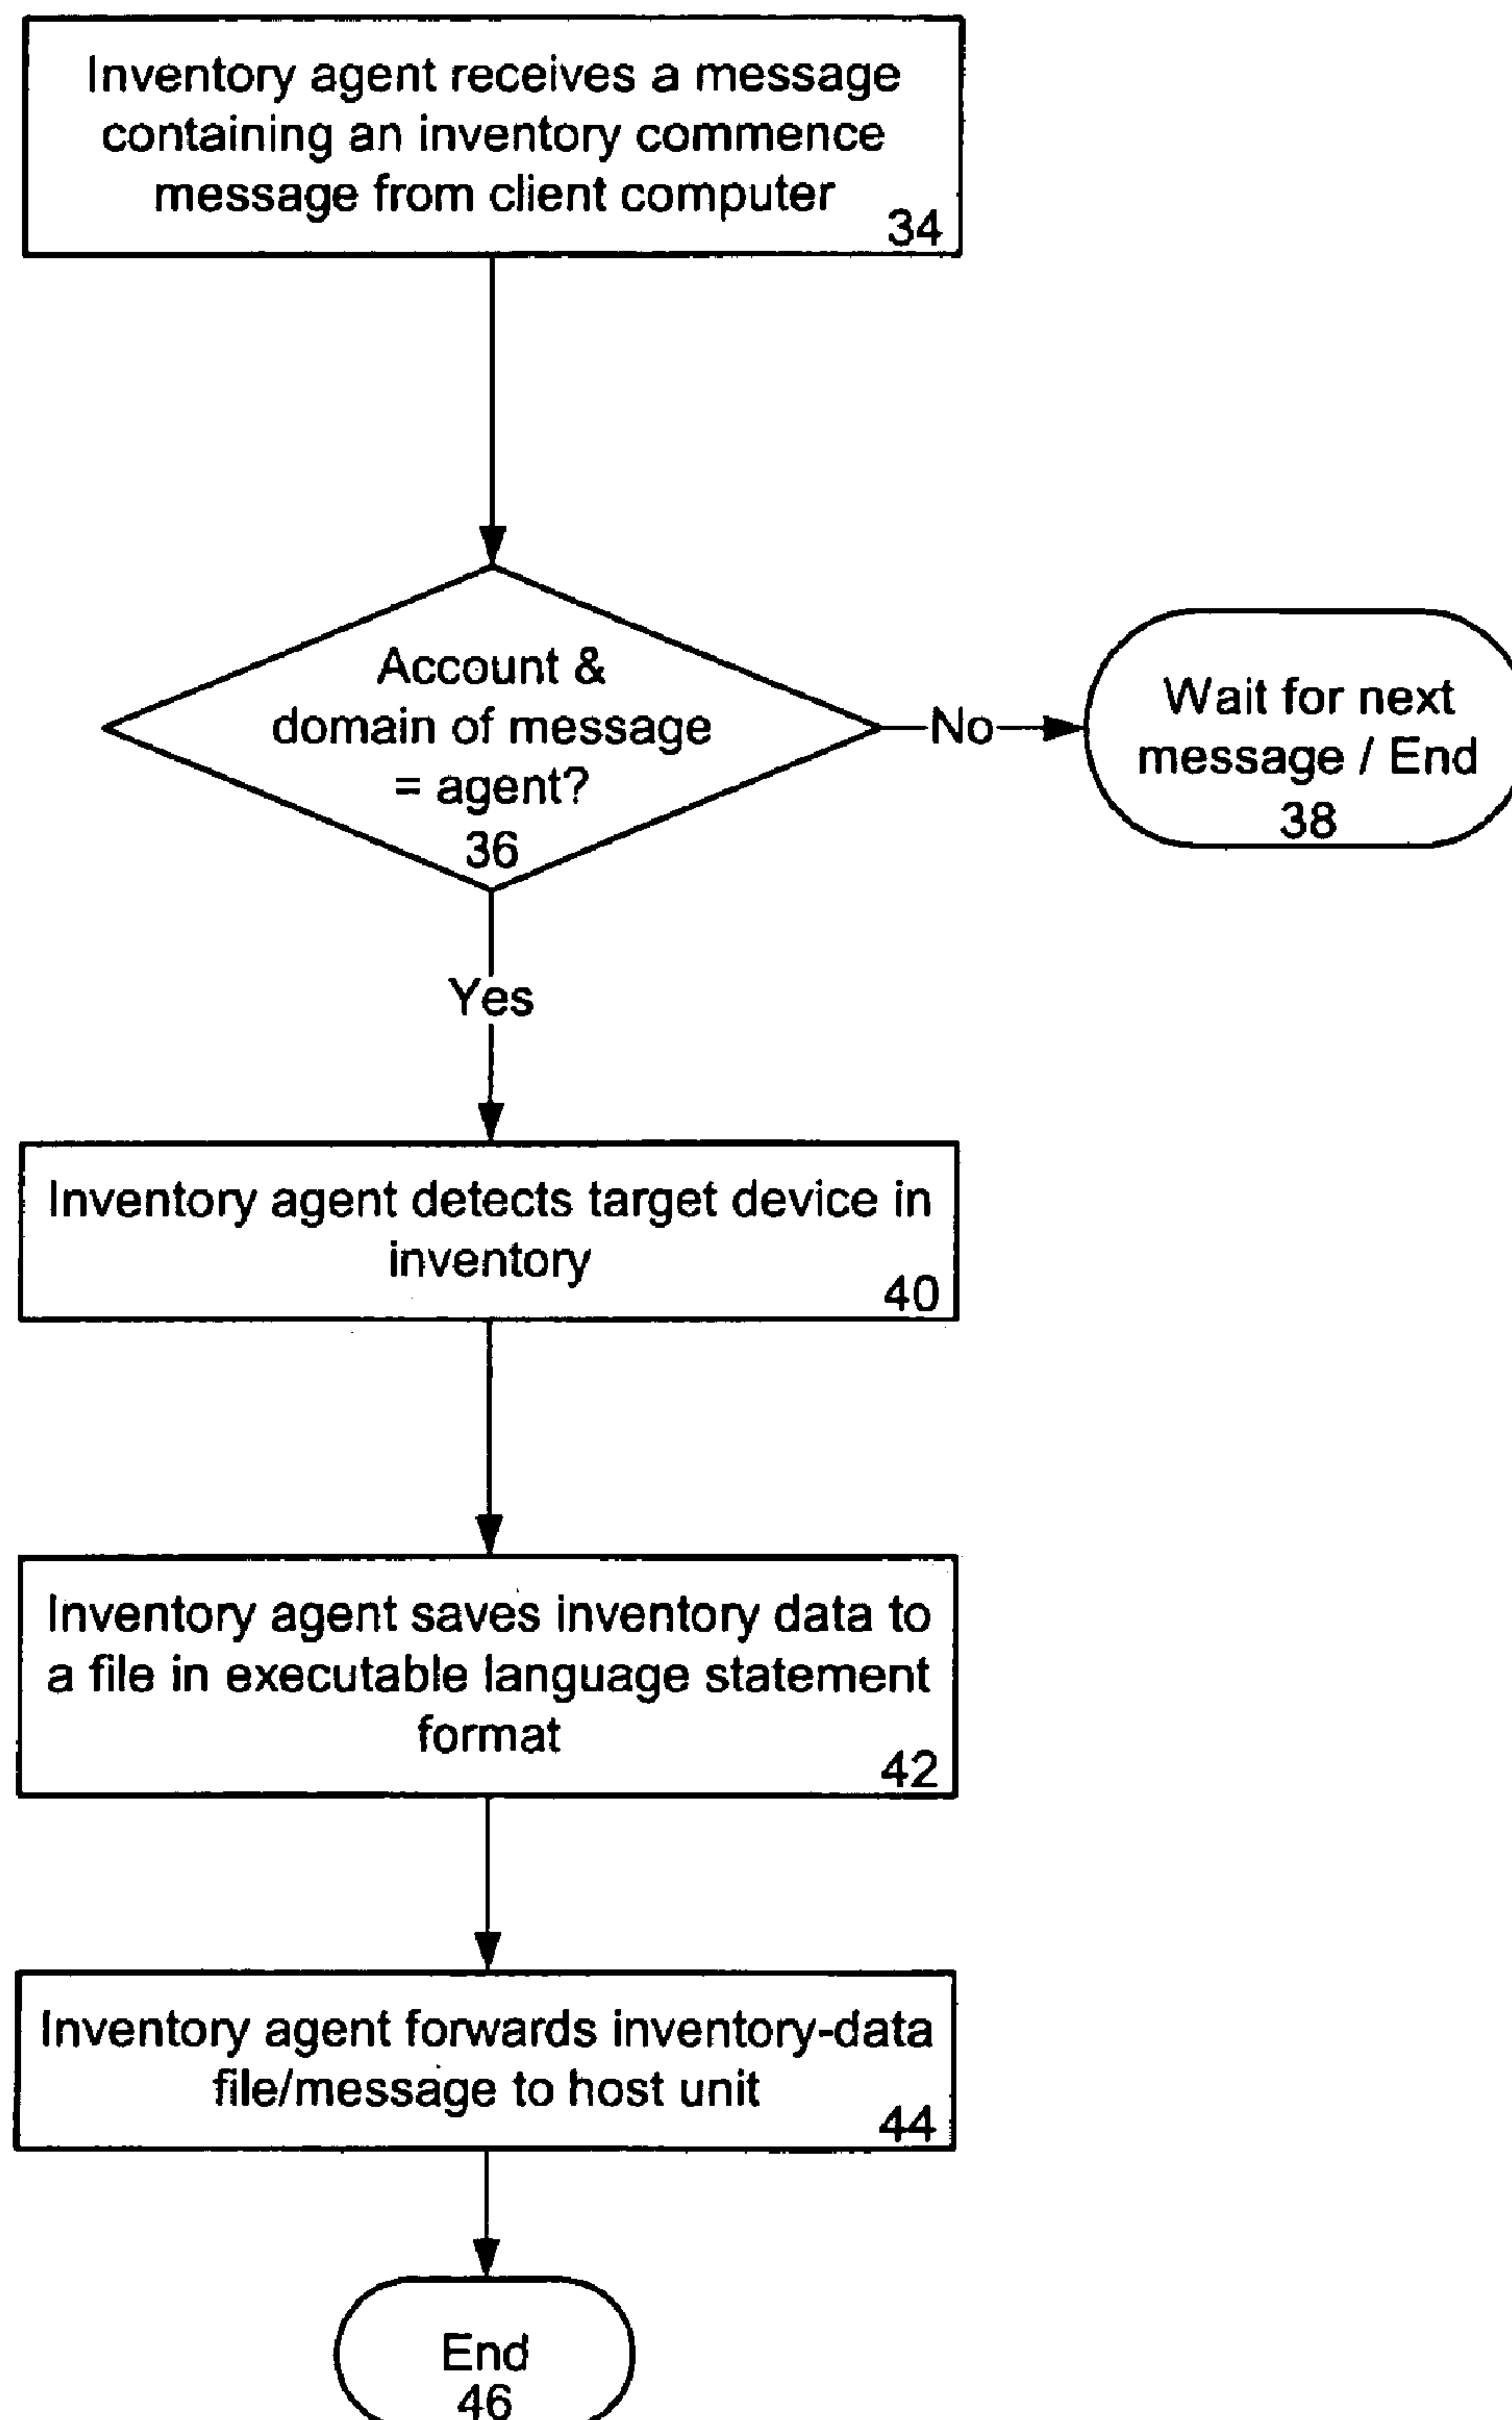 Inventory agent receives a message
containing an inventory commence
message from client computer
34
Account &
domain of message
= agent?
36
No
Wait for next
message / End
38
Yes
Inventory agent detects target device in
inventory
40
Inventory agent saves inventory data to
a file in executable language statement
format
42
Inventory agent forwards inventory-data
file/message to host unit
44
End
46